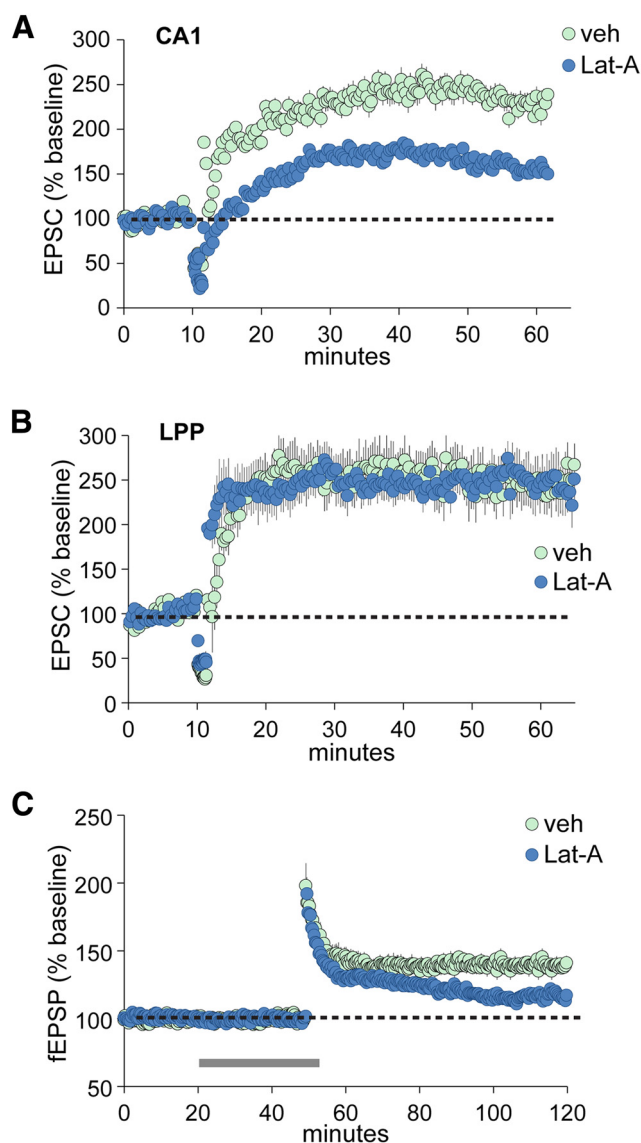 A
CA1
veh
Lat-A
EPSC (% baseline)
300
250
200
150
100
50
0
0 10 20 30 40 50 60
minutes
B
LPP
EPSC (% baseline)
300
250
200
150
100
50
0
veh
Lat-A
0 10 20 30 40 50 60
minutes
C
veh
Lat-A
fEPSP (% baseline)
250
200
150
100
50
0 20 40 60 80 100 120
minutes